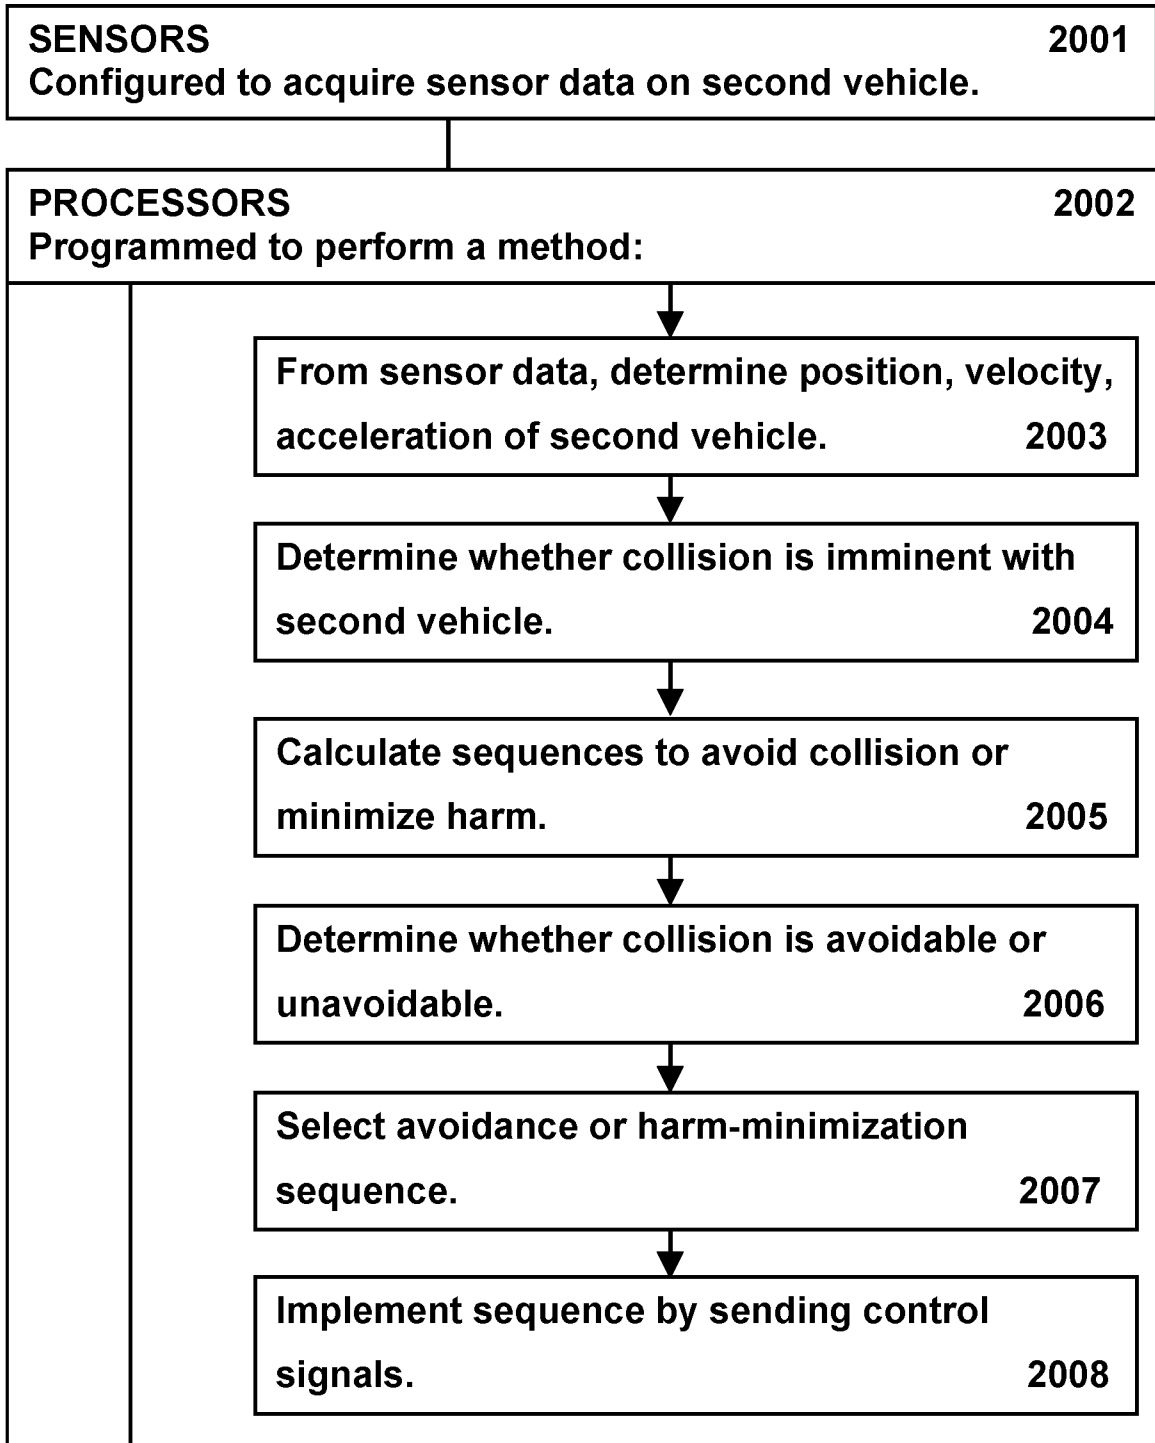 SENSORS 2001
Configured to acquire sensor data on second vehicle.
PROCESSORS 2002
Programmed to perform a method:
From sensor data, determine position, velocity,
acceleration of second vehicle. 2003
Determine whether collision is imminent with
second vehicle. 2004
Calculate sequences to avoid collision or
minimize harm. 2005
Determine whether collision is avoidable or
unavoidable. 2006
Select avoidance or harm-minimization
sequence. 2007
Implement sequence by sending control
signals. 2008